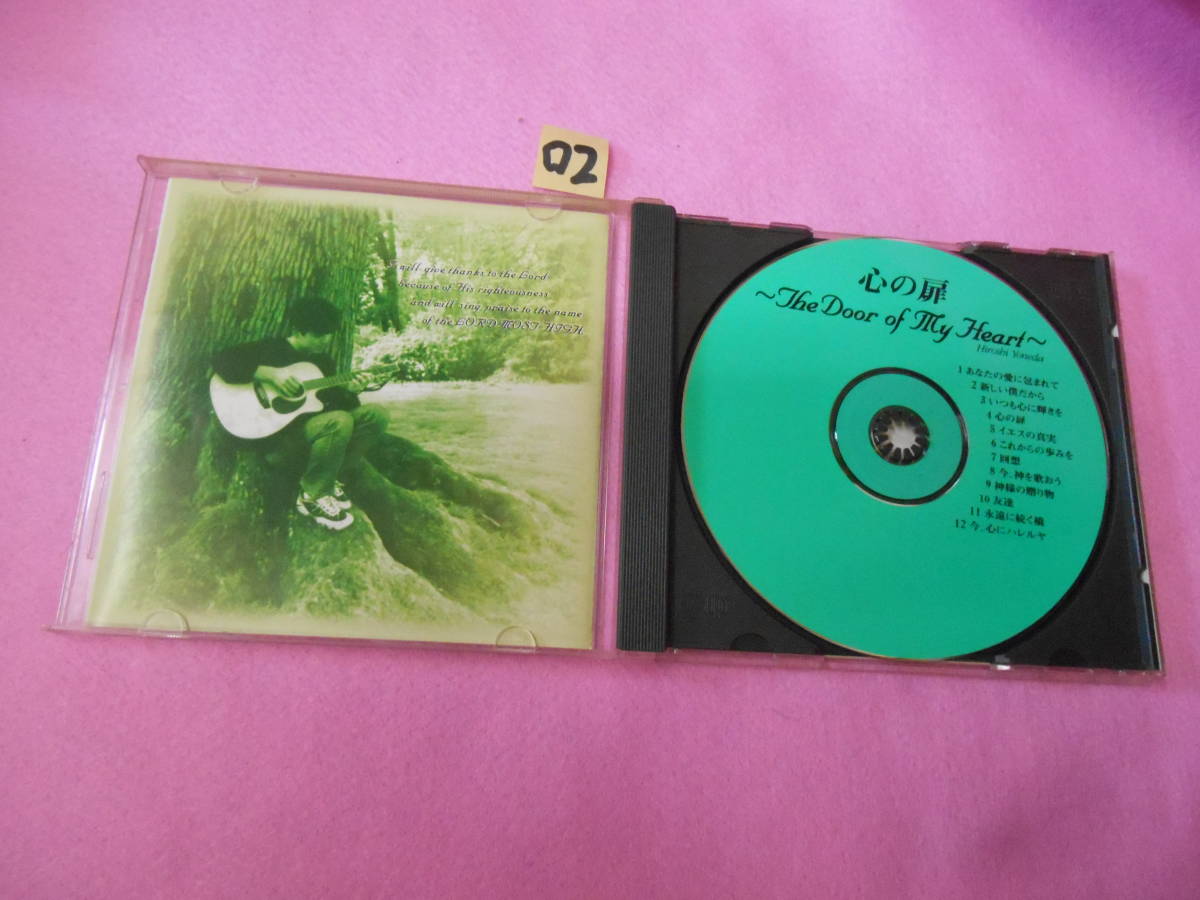 ロ2
I will give thanks to the Lord
because of His righteousness
and will sing praise to the name
of the LORD MOST HIGH.
心の扉
～The Door of My Heart～
Hiroshi Yoneda
1 あなたの愛に包まれて
2 新しい僕だから
3 いつも心に輝きを
4 心の扉
5 イエスの真実
6 これからの歩みを
7 回想
8 今、神を歌おう
9 神様の贈り物
10 友達
11 永遠に続く橋
12 今、心にハレルヤ